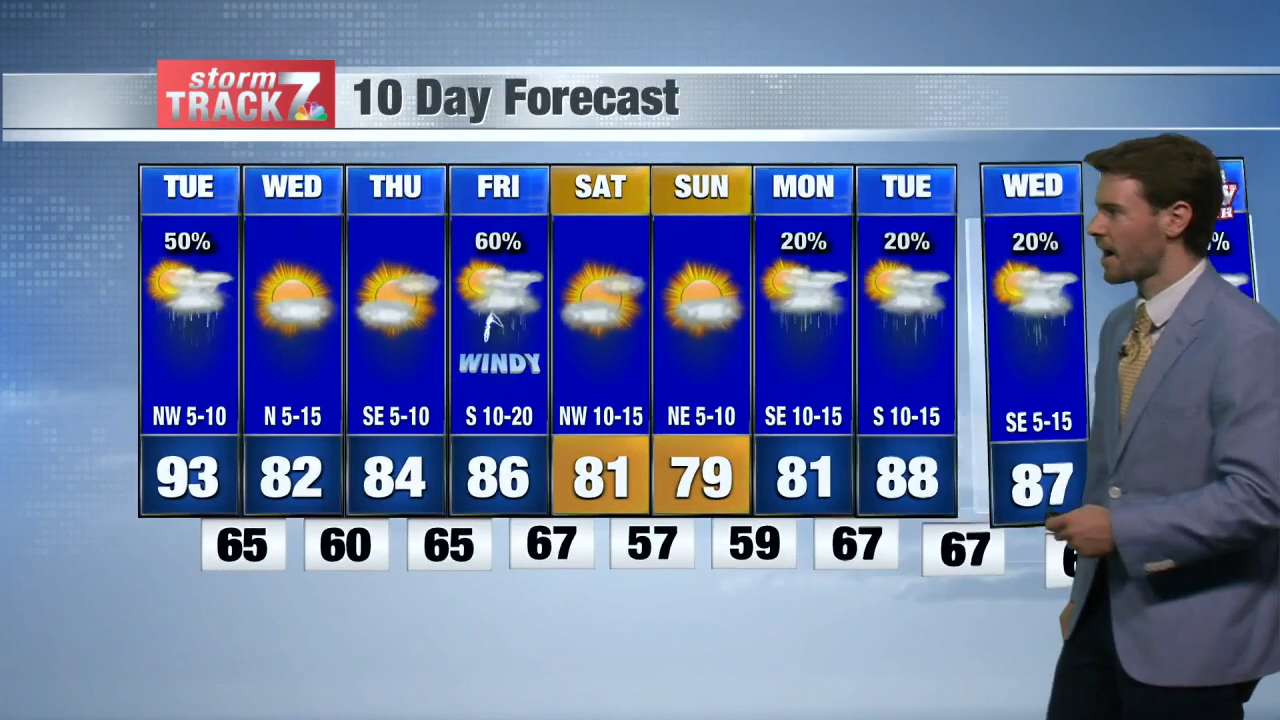 storm
TRACK 7
10 Day Forecast
TUE WED THU FRI SAT SUN MON TUE WED
50% 60% 20% 20% 20%
WINDY
NW 5-10 N 5-15 SE 5-10 S 10-20 NW 10-15 NE 5-10 SE 10-15 S 10-15 SE 5-15
93 82 84 86 81 79 81 88 87
65 60 65 67 57 59 67 67